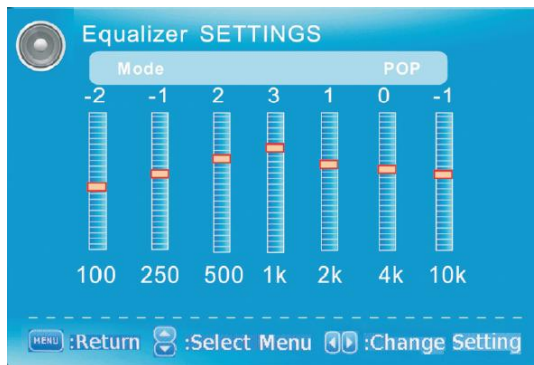 Equalizer SETTINGS
Mode POP
-2 -1 2 3 1 0 -1
100 250 500 1k 2k 4k 10k
MENU :Return :Select Menu :Change Setting